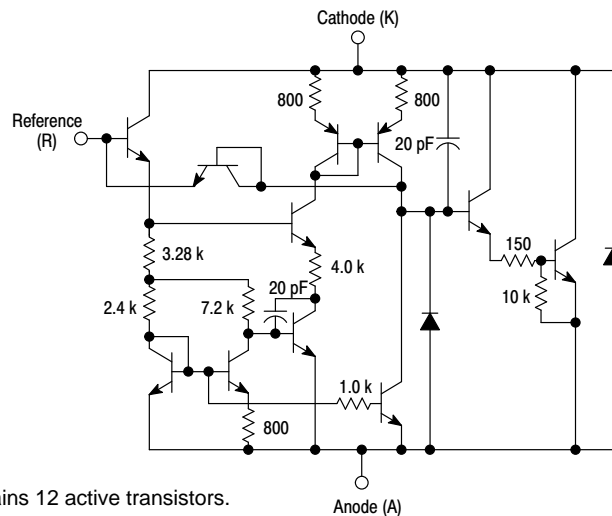 Cathode (K)
800
800
Reference
(R)
20 pF
3.28 k
4.0 k
150
2.4 k
7.2 k
20 pF
10 k
1.0 k
800
ains 12 active transistors.
Anode (A)